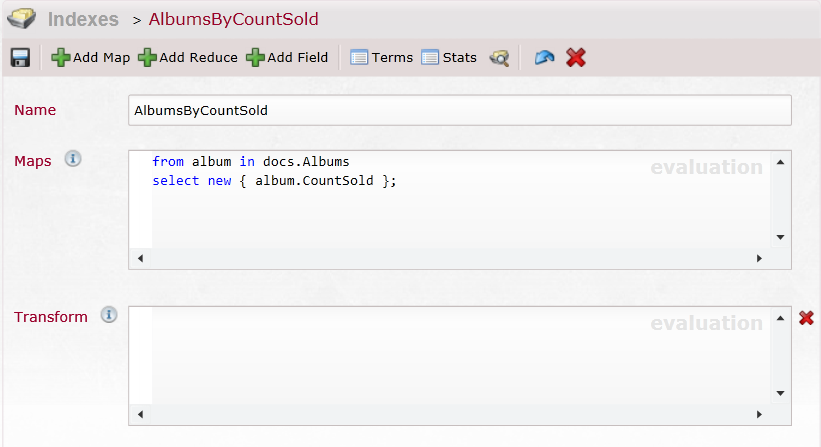 Indexes > AlbumsByCountSold
Add Map Add Reduce Add Field Terms Stats
Name AlbumsByCountSold
Maps from album in docs.Albums evaluation
select new { album.CountSold };
Transform evaluation